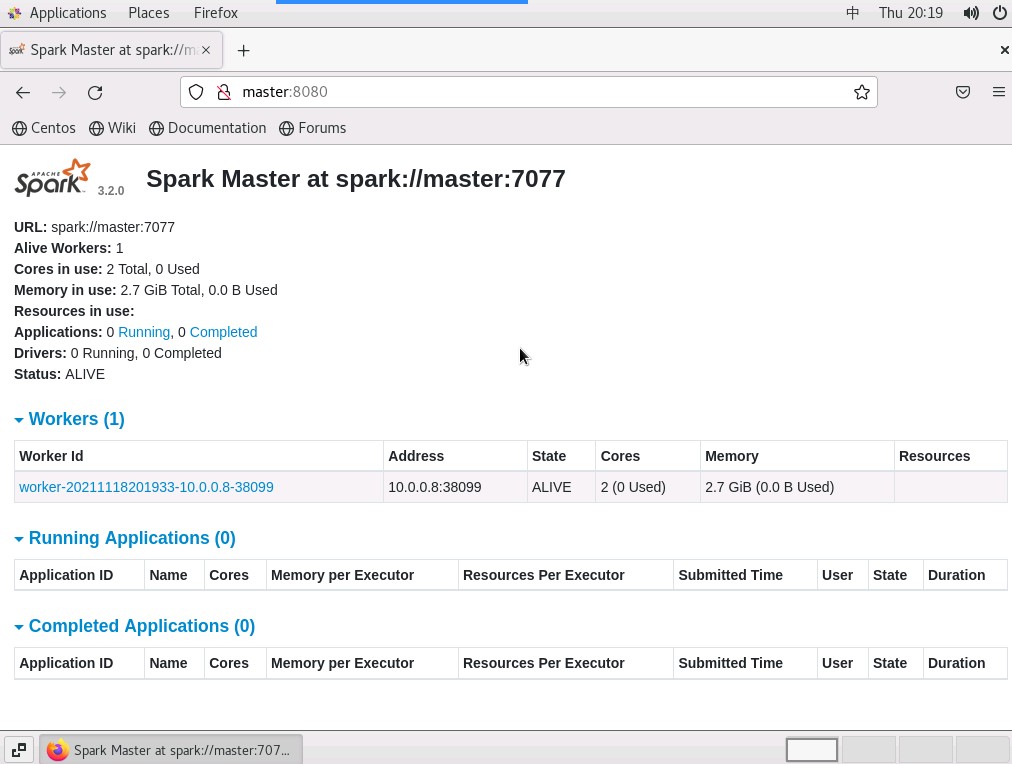 Applications Places Firefox 中 Thu 20:19
Spark Master at spark://m
master:8080
Centos Wiki Documentation Forums
APACHE Spark 3.2.0 Spark Master at spark://master:7077
URL: spark://master:7077
Alive Workers: 1
Cores in use: 2 Total, 0 Used
Memory in use: 2.7 GiB Total, 0.0 B Used
Resources in use:
Applications: 0 Running, 0 Completed
Drivers: 0 Running, 0 Completed
Status: ALIVE
Workers (1)
Worker Id Address State Cores Memory Resources
worker-20211118201933-10.0.0.8-38099 10.0.0.8:38099 ALIVE 2 (0 Used) 2.7 GiB (0.0 B Used)
Running Applications (0)
Application ID Name Cores Memory per Executor Resources Per Executor Submitted Time User State Duration
Completed Applications (0)
Application ID Name Cores Memory per Executor Resources Per Executor Submitted Time User State Duration
Spark Master at spark://master:707...